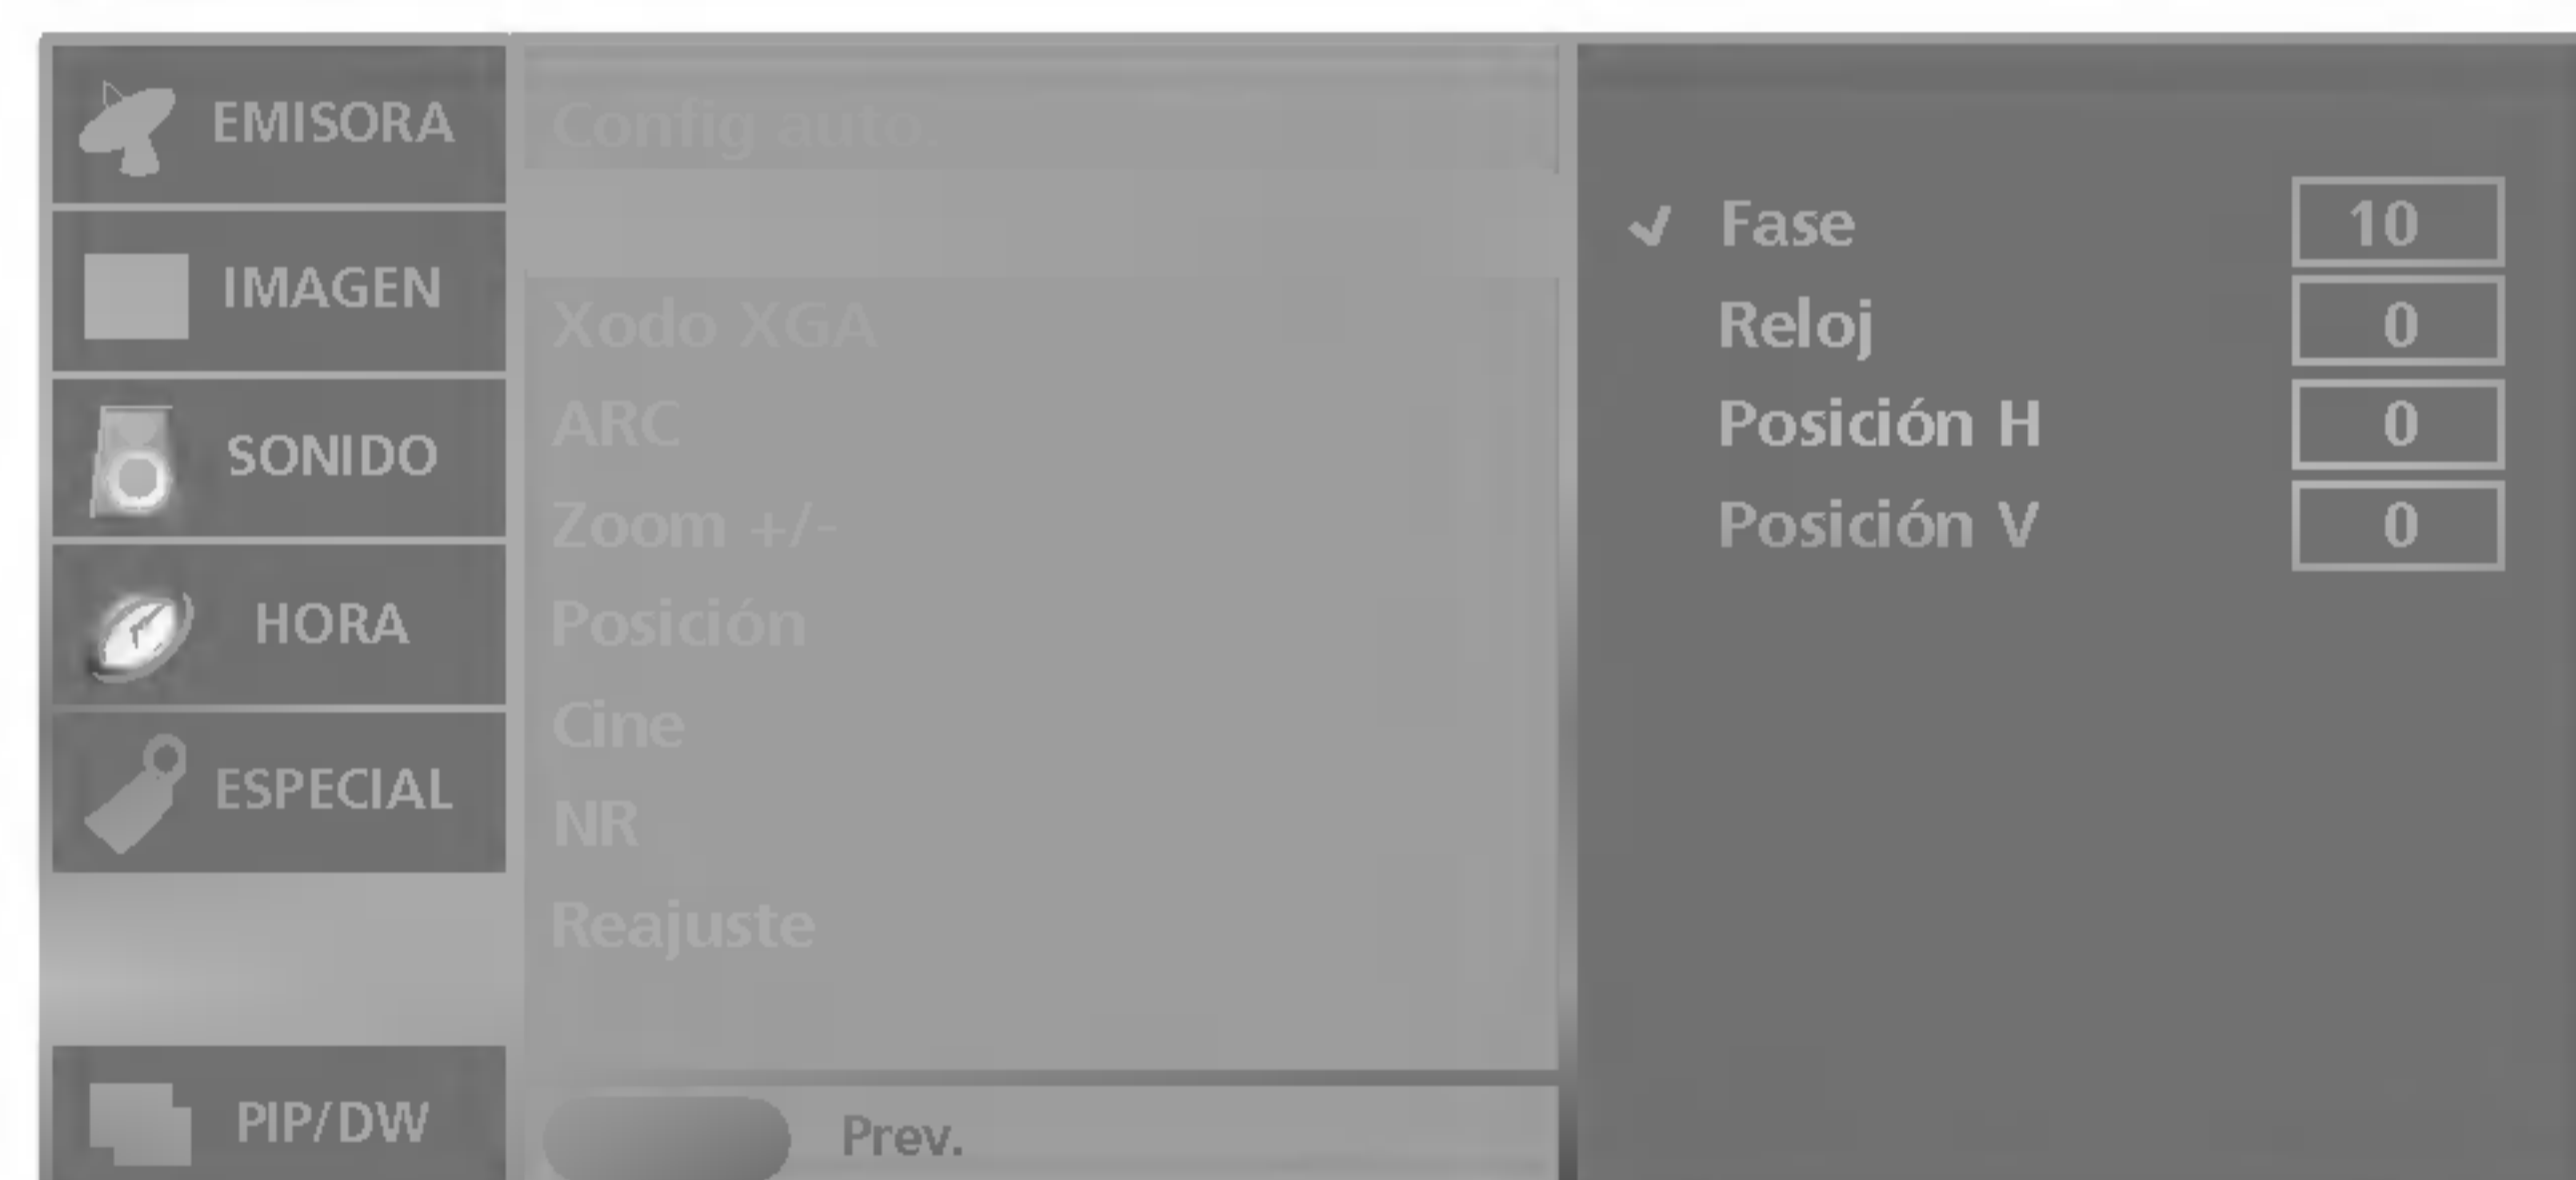 EMISORA
IMAGEN
SONIDO
HORA
ESPECIAL
PIP/DW
Config auto.
Xodo XGA
ARC
Zoom +/-
Posición
Cine
NR
Reajuste
Prev.
Fase 10
Reloj 0
Posición H 0
Posición V 0